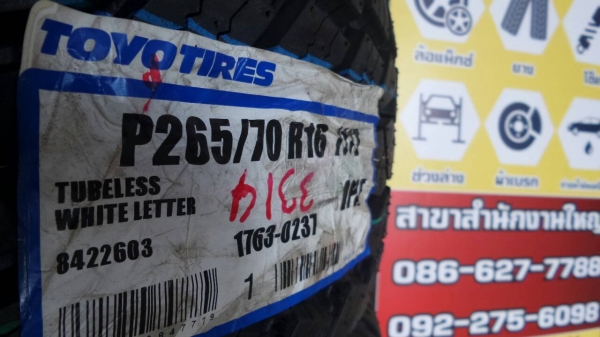 TOYO TIRES
P265/70 R16
TUBELESS
WHITE LETTER
8422603
1763-0237
1
ล้อแม็กซ์
ยาง
ช่วงล่าง
ผ้าเบรก
สาขาสำนักงานใหญ่
086-627-7788
092-275-6098